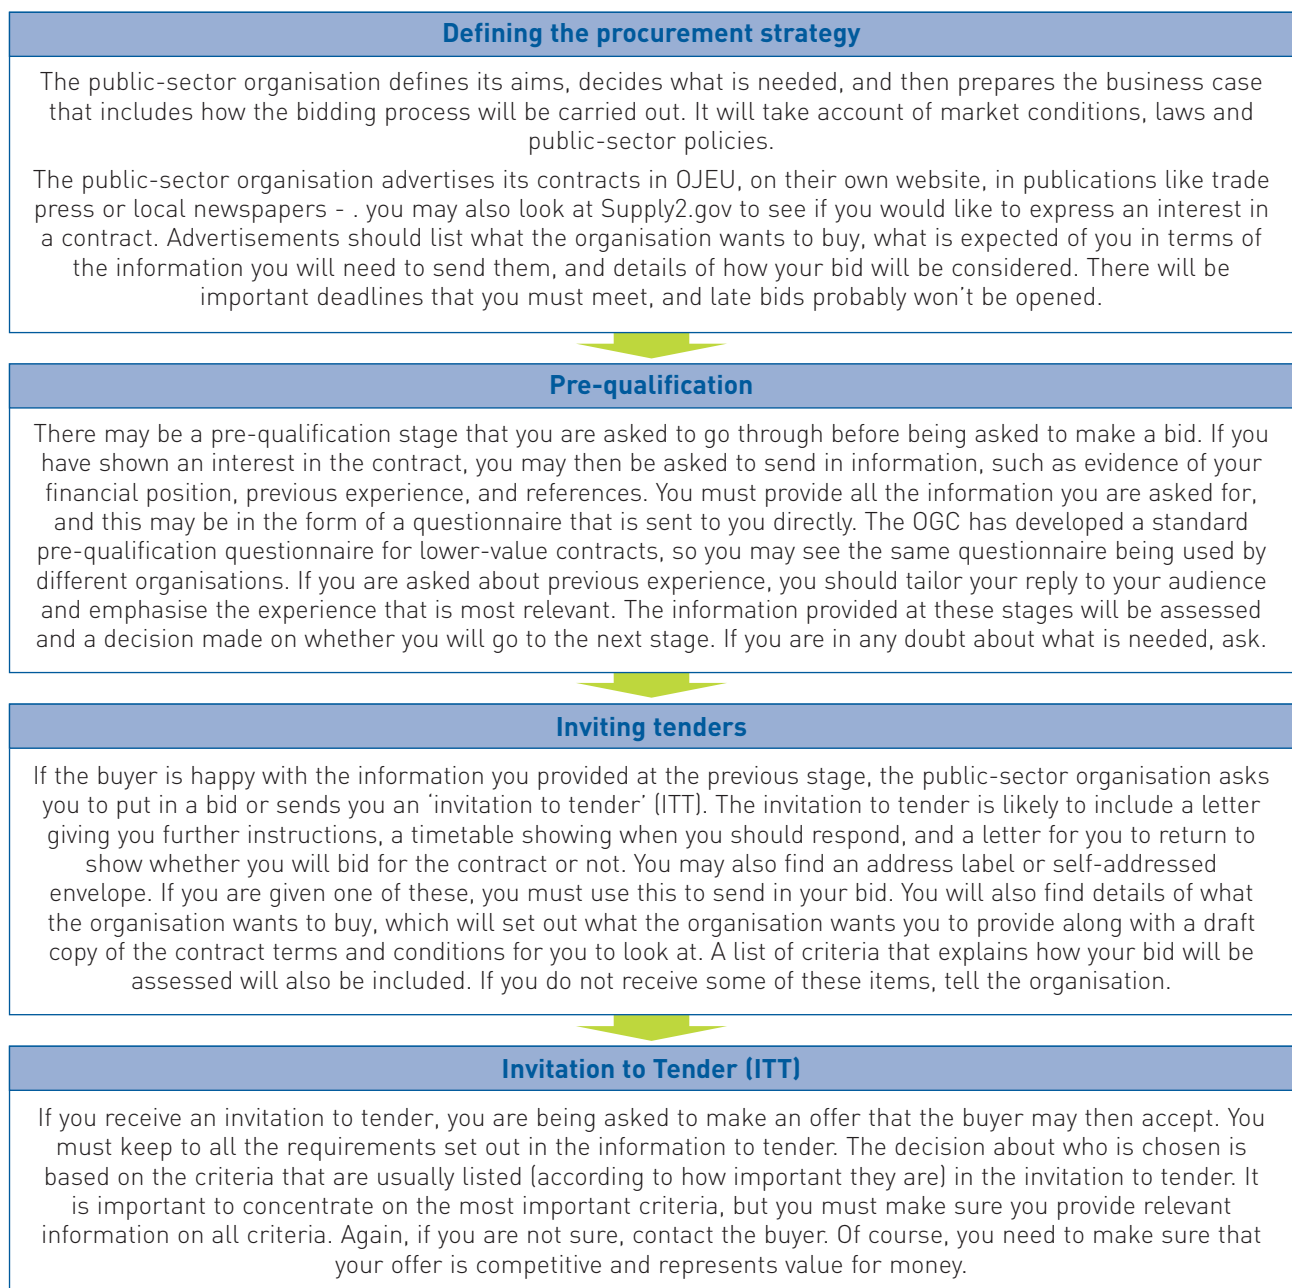 Defining the procurement strategy
The public-sector organisation defines its aims, decides what is needed, and then prepares the business case
that includes how the bidding process will be carried out. It will take account of market conditions, laws and
public-sector policies.
The public-sector organisation advertises its contracts in OJEU, on their own website, in publications like trade
press or local newspapers - . you may also look at Supply2.gov to see if you would like to express an interest in
a contract. Advertisements should list what the organisation wants to buy, what is expected of you in terms of
the information you will need to send them, and details of how your bid will be considered. There will be
important deadlines that you must meet, and late bids probably won’t be opened.
Pre-qualification
There may be a pre-qualification stage that you are asked to go through before being asked to make a bid. If you
have shown an interest in the contract, you may then be asked to send in information, such as evidence of your
financial position, previous experience, and references. You must provide all the information you are asked for,
and this may be in the form of a questionnaire that is sent to you directly. The OGC has developed a standard
pre-qualification questionnaire for lower-value contracts, so you may see the same questionnaire being used by
different organisations. If you are asked about previous experience, you should tailor your reply to your audience
and emphasise the experience that is most relevant. The information provided at these stages will be assessed
and a decision made on whether you will go to the next stage. If you are in any doubt about what is needed, ask.
Inviting tenders
If the buyer is happy with the information you provided at the previous stage, the public-sector organisation asks
you to put in a bid or sends you an ‘invitation to tender’ (ITT). The invitation to tender is likely to include a letter
giving you further instructions, a timetable showing when you should respond, and a letter for you to return to
show whether you will bid for the contract or not. You may also find an address label or self-addressed
envelope. If you are given one of these, you must use this to send in your bid. You will also find details of what
the organisation wants to buy, which will set out what the organisation wants you to provide along with a draft
copy of the contract terms and conditions for you to look at. A list of criteria that explains how your bid will be
assessed will also be included. If you do not receive some of these items, tell the organisation.
Invitation to Tender (ITT)
If you receive an invitation to tender, you are being asked to make an offer that the buyer may then accept. You
must keep to all the requirements set out in the information to tender. The decision about who is chosen is
based on the criteria that are usually listed (according to how important they are) in the invitation to tender. It
is important to concentrate on the most important criteria, but you must make sure you provide relevant
information on all criteria. Again, if you are not sure, contact the buyer. Of course, you need to make sure that
your offer is competitive and represents value for money.